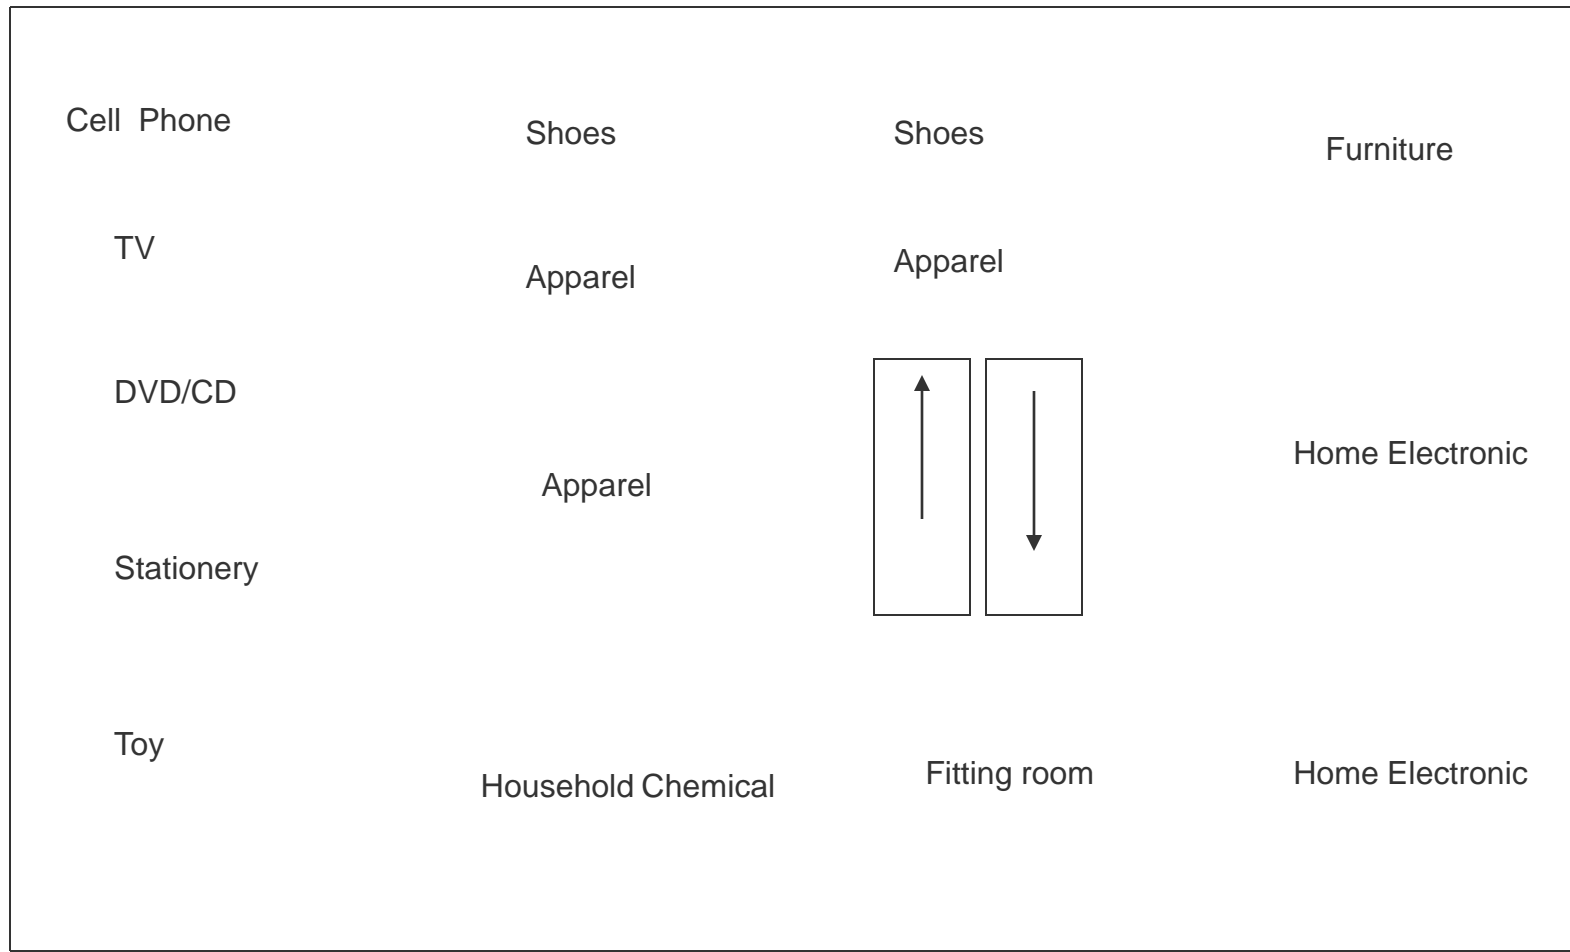 Cell  Phone
Shoes
Shoes
Furniture
TV
Apparel
Apparel
DVD/CD
Home Electronic
Apparel
Stationery
Toy
Household Chemical
Fitting room
Home Electronic